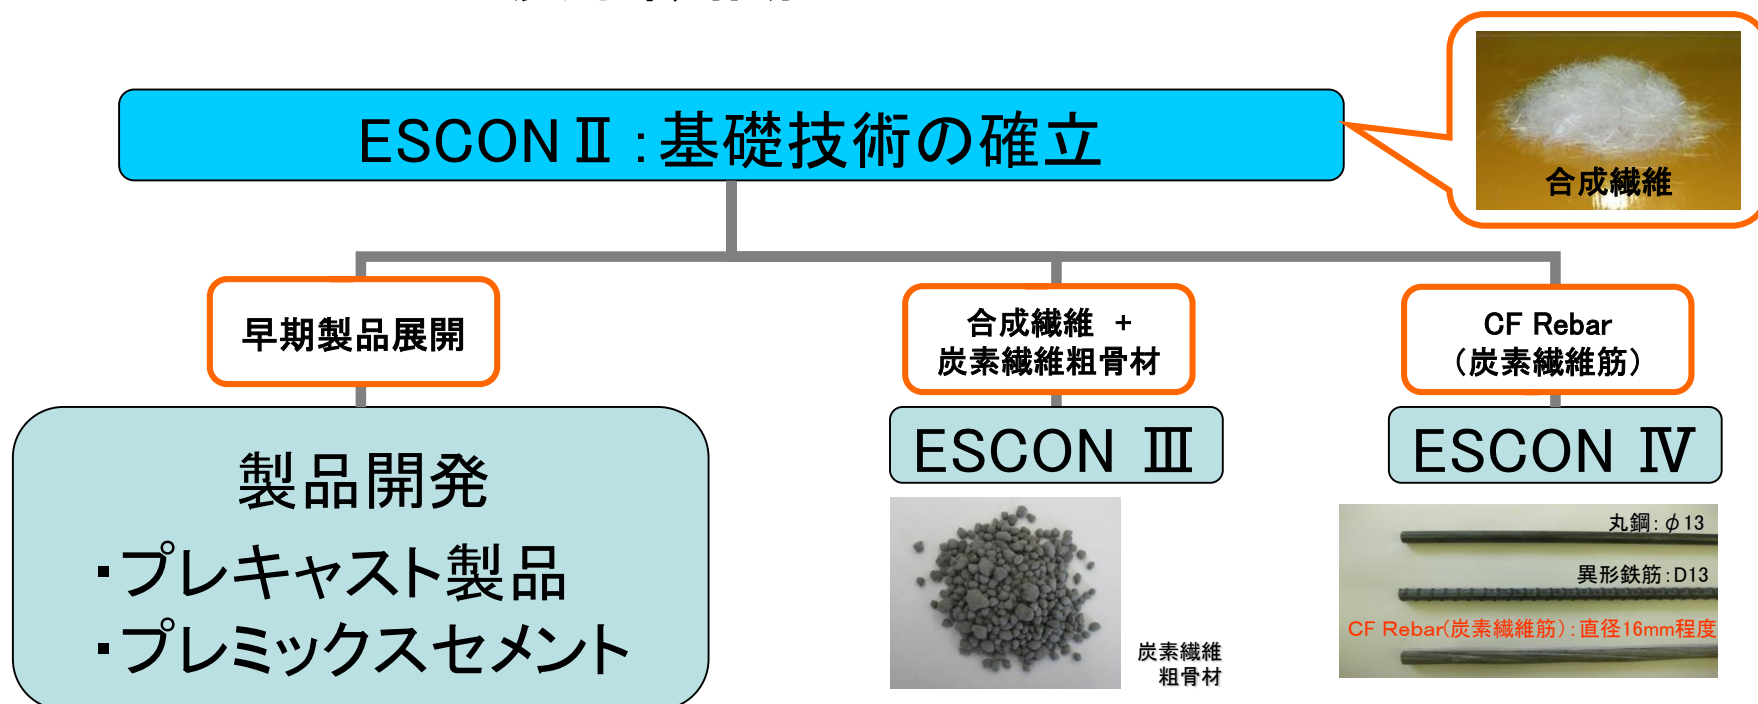 ESCONⅡ:基礎技術の確立
合成繊維
早期製品展開
合成繊維 +
炭素繊維粗骨材
CF Rebar
(炭素繊維筋)
製品開発
・プレキャスト製品
・プレミックスセメント
ESCON Ⅲ
炭素繊維
粗骨材
ESCON Ⅳ
丸鋼:φ13
異形鉄筋:D13
CF Rebar(炭素繊維筋):直径16mm程度